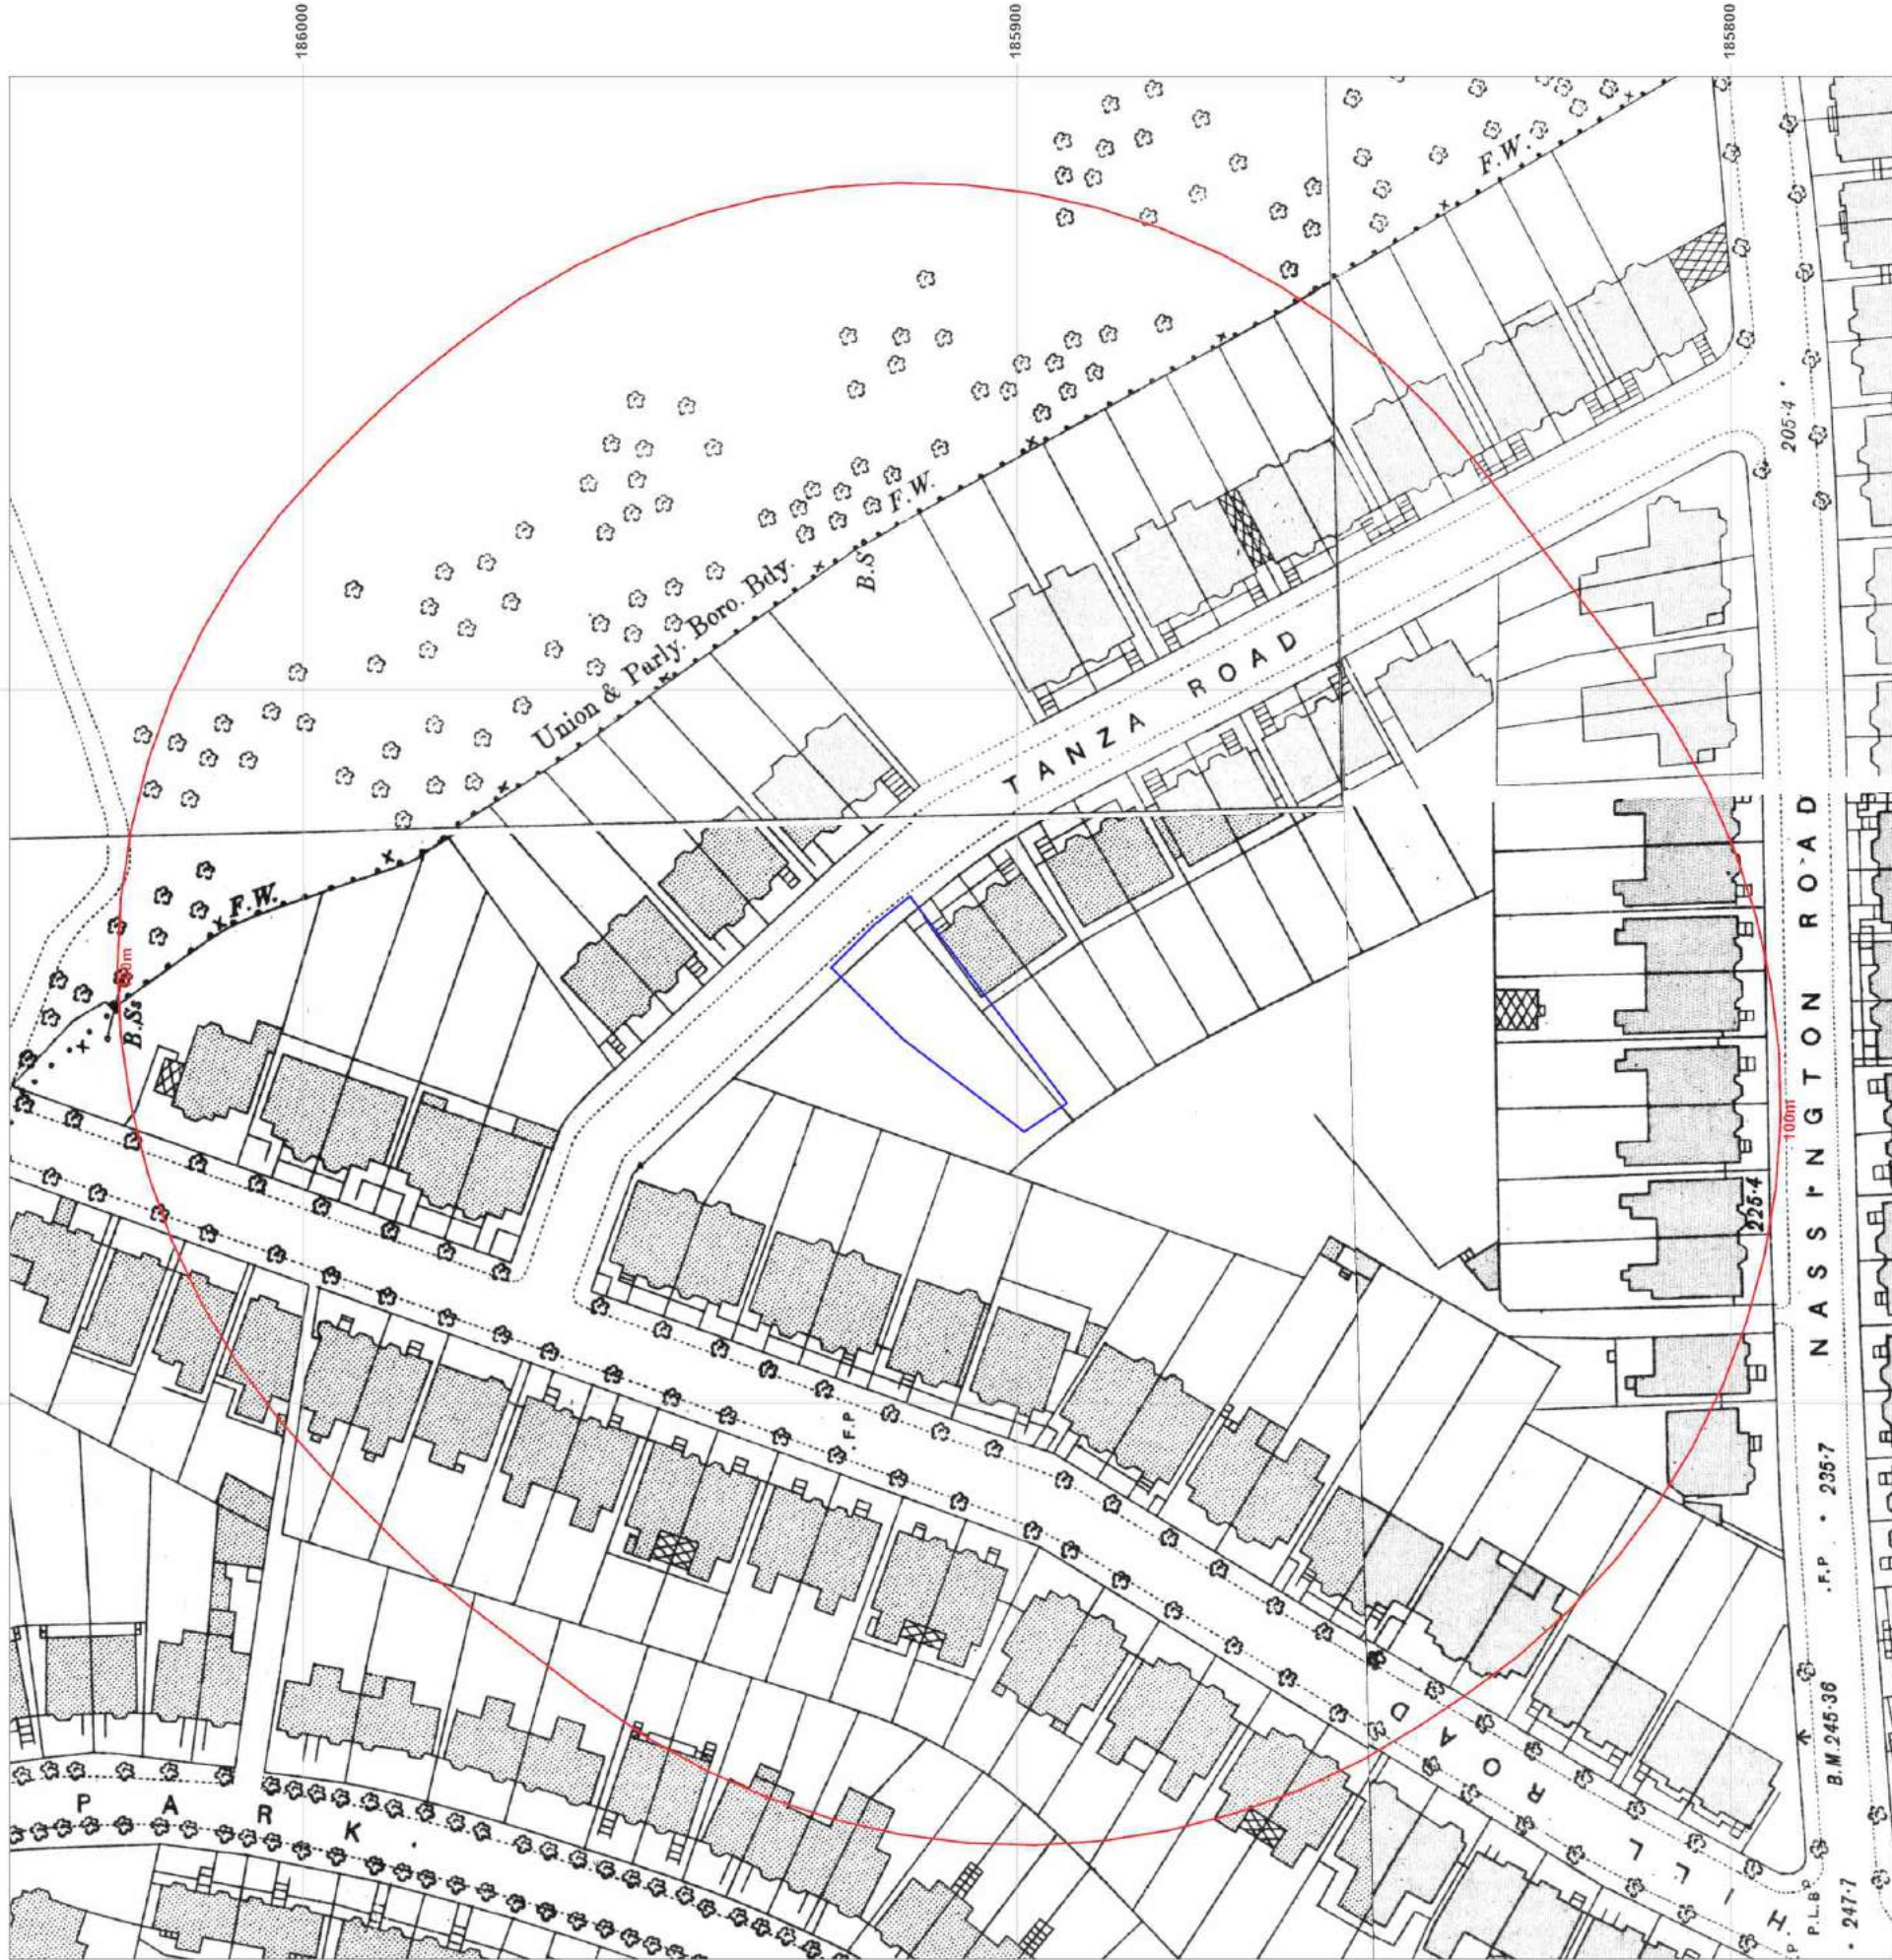 186000
185900
185800
F.W.
205·4
F.W.
B.S
Union & Parly. Boro. Bdy.
TANZA ROAD
F.W.
B.Ss
100m
225·4
NASSINGTON ROAD
F.P.
F.P.
235·7
B.M.245·36
HILL ROAD
PARK
P.L.B
247·7